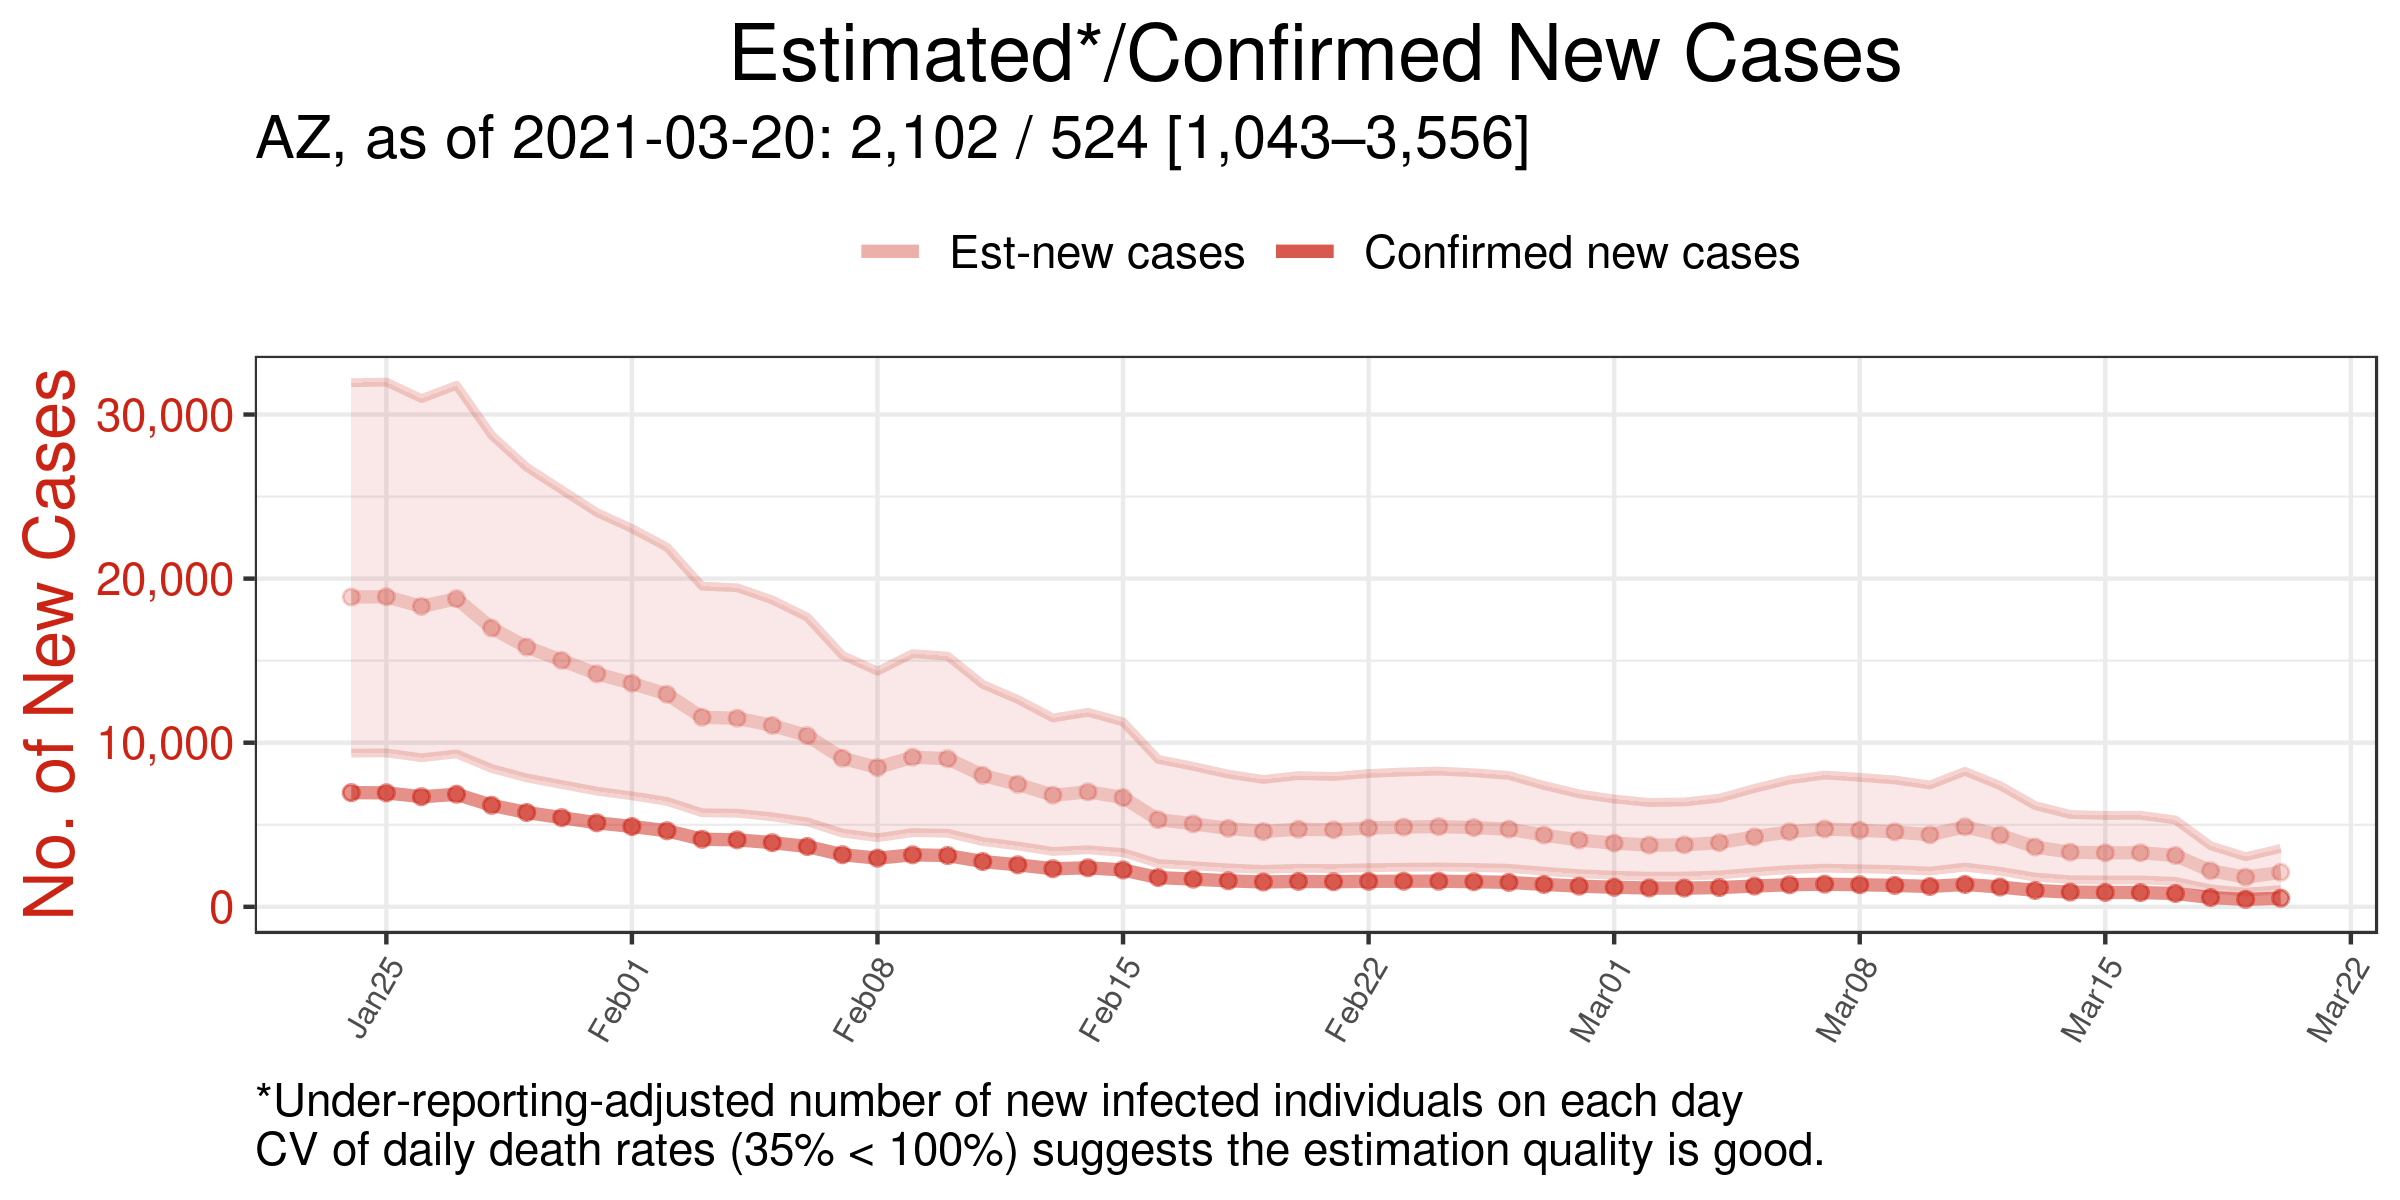 Estimated*/Confirmed New Cases
AZ, as of 2021-03-20: 2,102 / 524 [1,043–3,556]
Est-new cases
Confirmed new cases
No. of New Cases
30,000
20,000
10,000
0
Jan25
Feb01
Feb08
Feb15
Feb22
Mar01
Mar08
Mar15
Mar22
*Under-reporting-adjusted number of new infected individuals on each day
CV of daily death rates (35% < 100%) suggests the estimation quality is good.